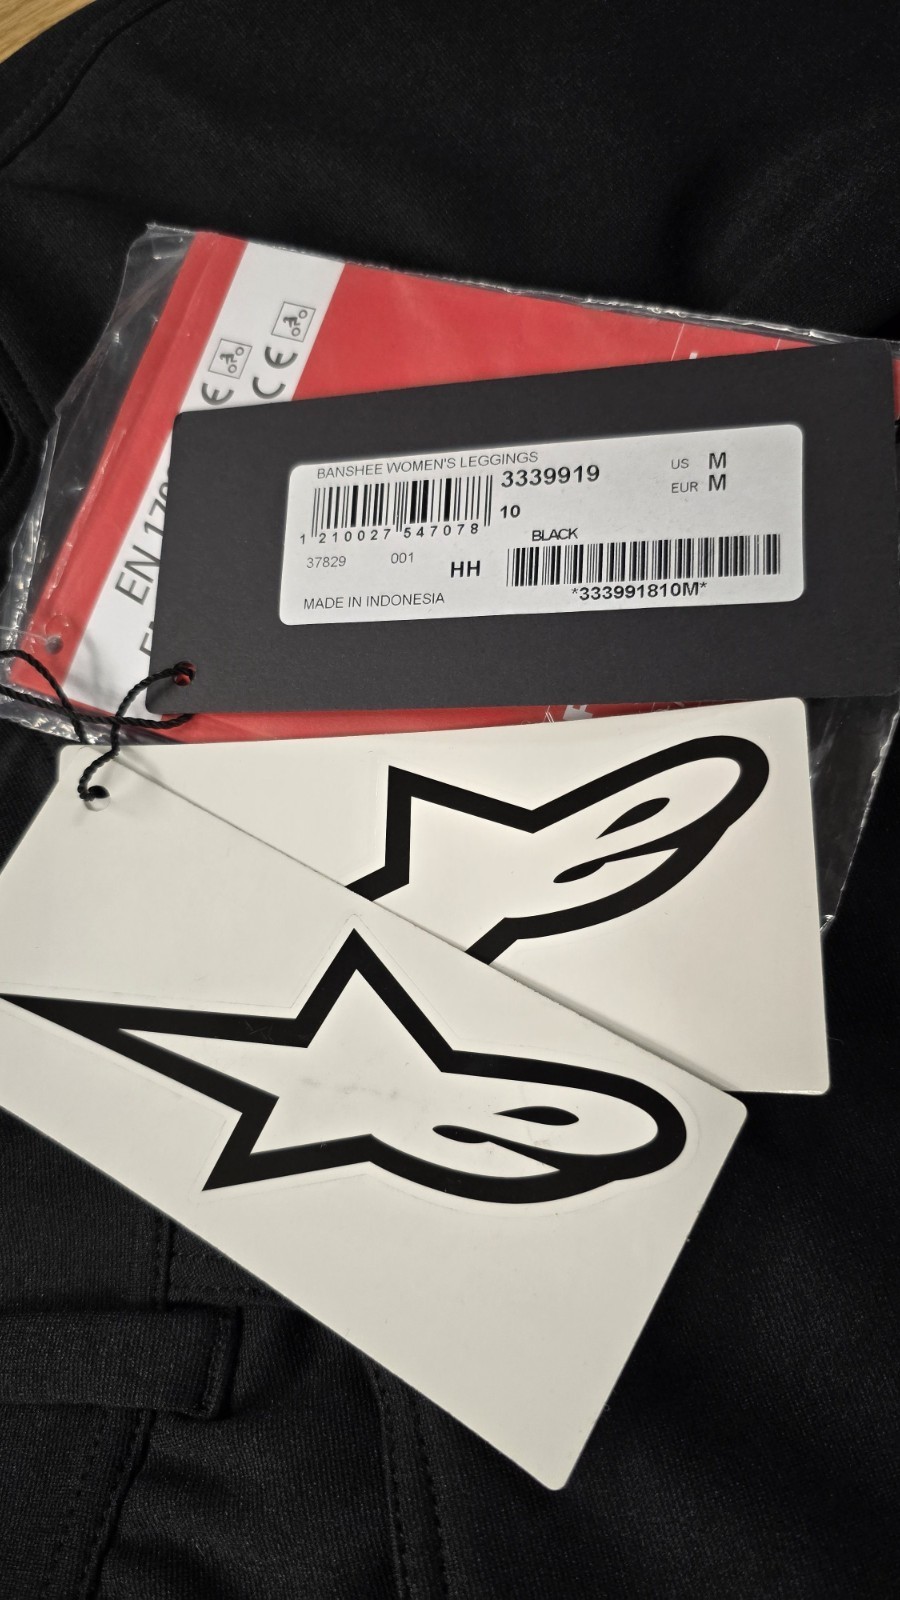 BANSHEE WOMEN'S LEGGINGS
3339919
US M
EUR M
1 210027 547078
10
BLACK
37829 001
HH
*333991810M*
MADE IN INDONESIA
CE
EN